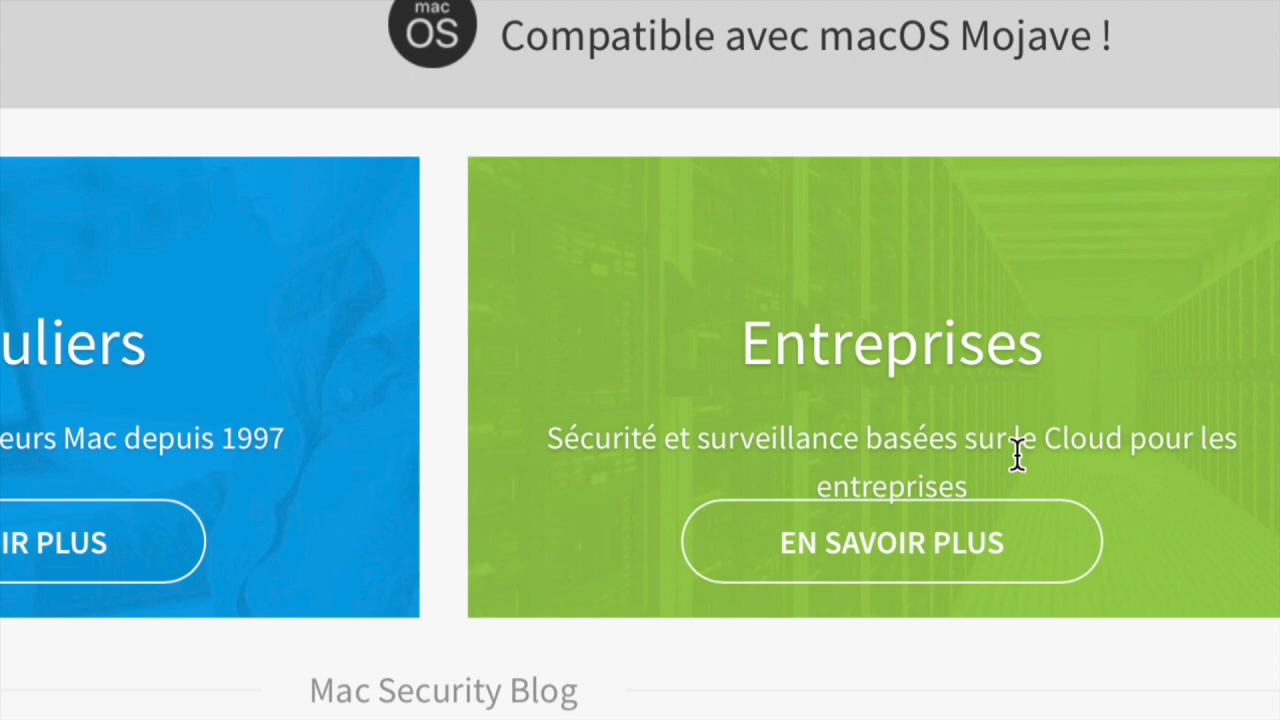 mac
OS
Compatible avec macOS Mojave !
uliers
eurs Mac depuis 1997
IR PLUS
Entreprises
Sécurité et surveillance basées sur le Cloud pour les
entreprises
EN SAVOIR PLUS
Mac Security Blog